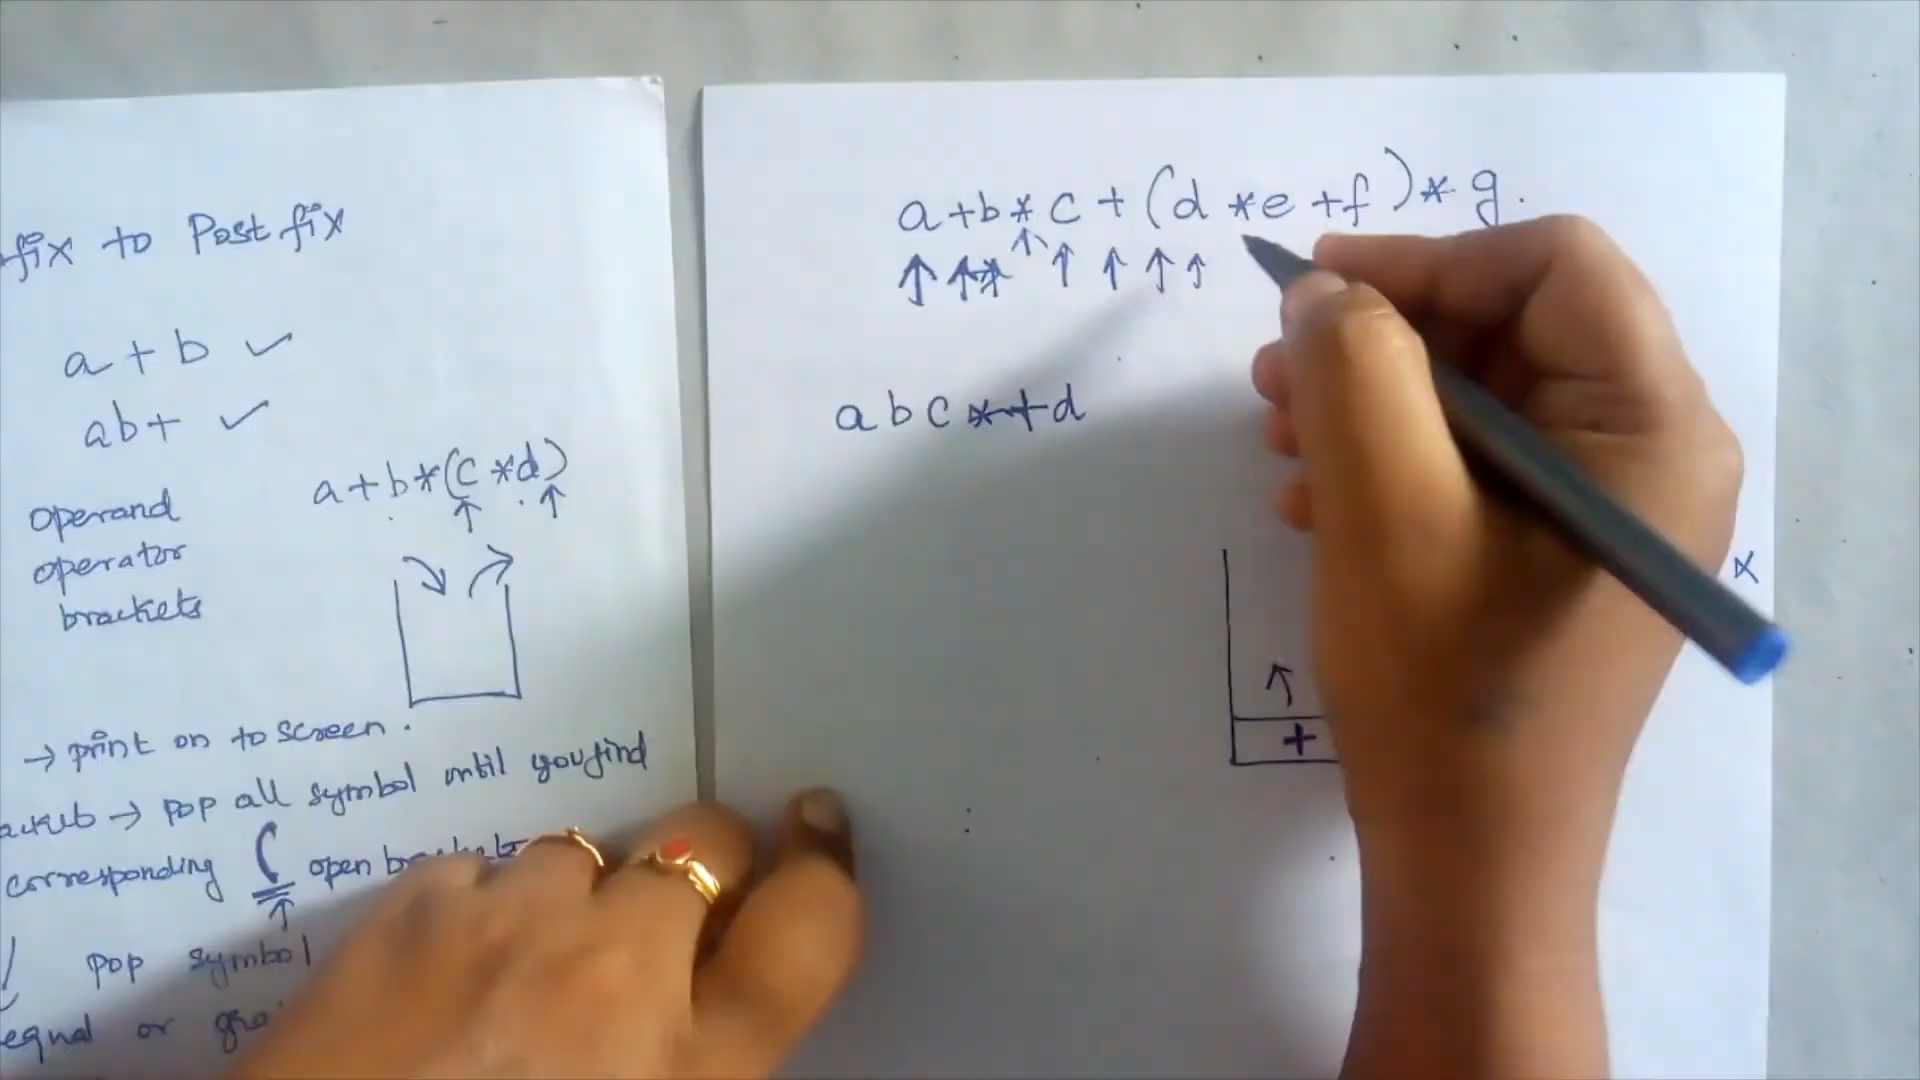 fix to Postfix
a + b ✓
ab+ ✓
operand
operator
brackets
a+b*(c*d)
→ print on to screen.
→ pop all symbol until you find
corresponding ( open
pop symbol
equal or
a+b*c+(d*e+f)*g.
abc*+d
+